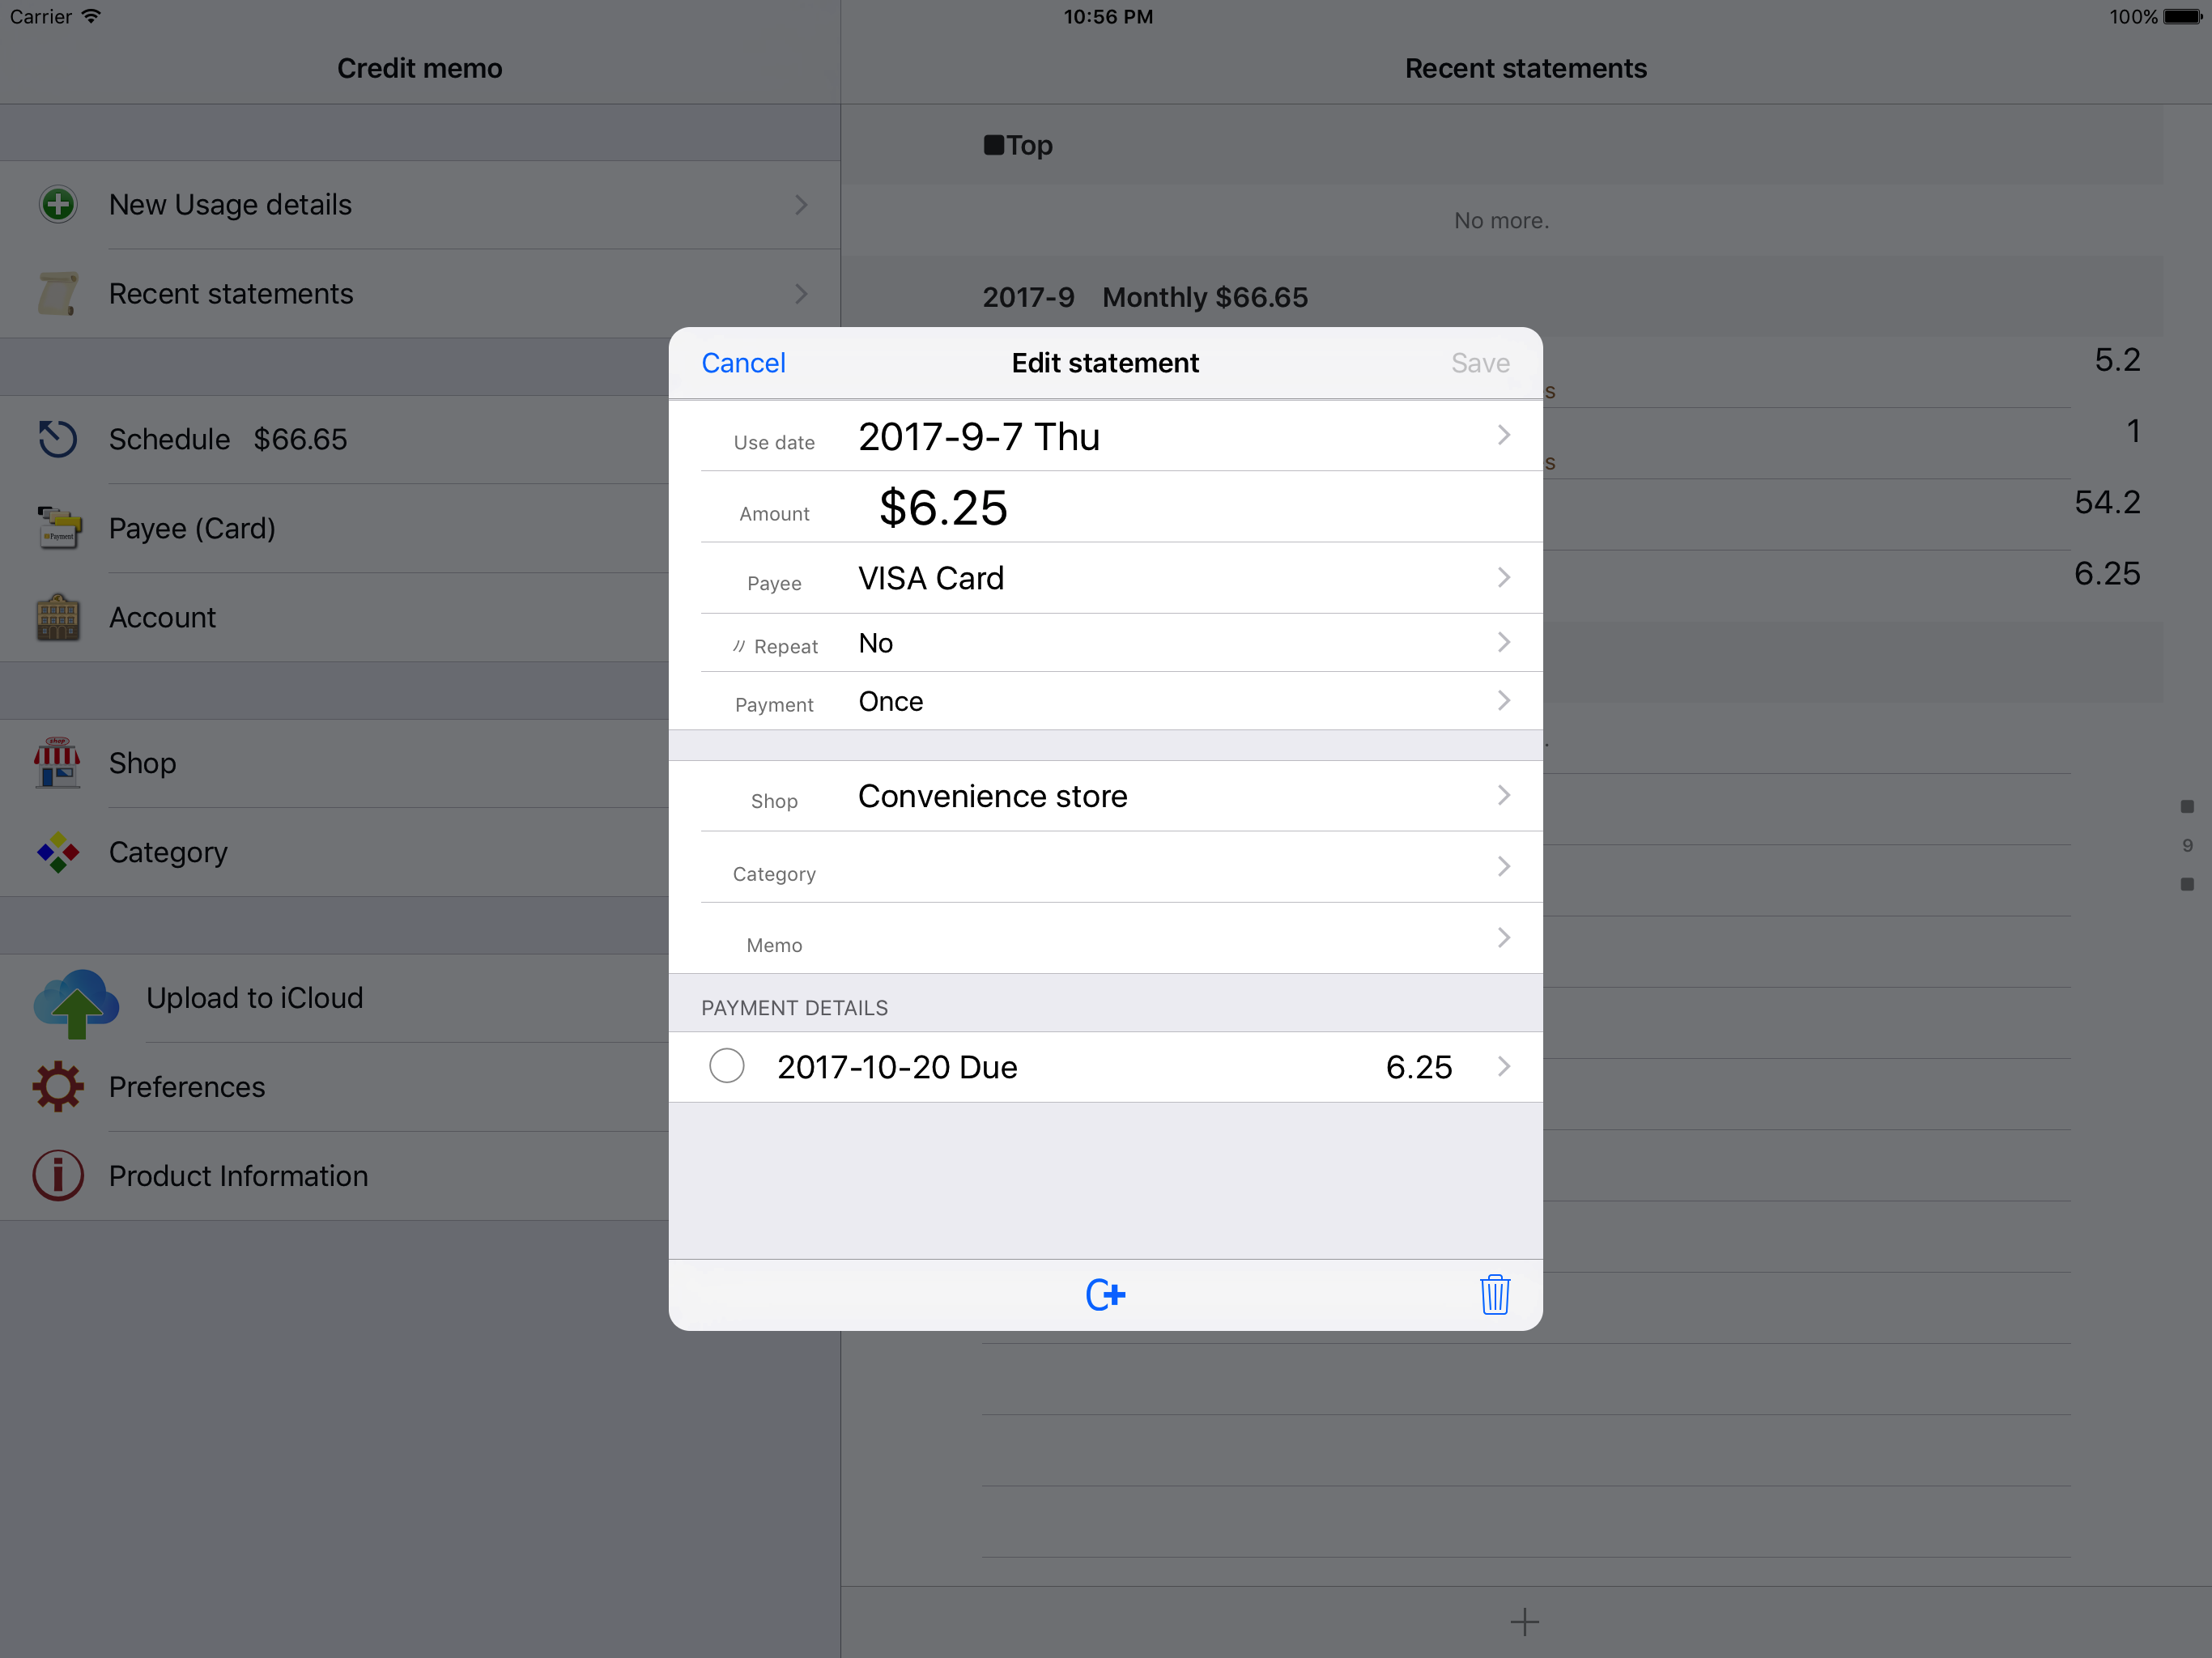 Carrier 10:56 PM 100%
Credit memo
Recent statements
■Top
No more.
2017-9 Monthly $66.65
5.2
s
1
s
54.2
6.25
9
New Usage details
Recent statements
Schedule $66.65
Payee (Card)
Payment
Account
shop
Shop
Category
Upload to iCloud
Preferences
Product Information
Cancel Edit statement Save
Use date 2017-9-7 Thu
Amount $6.25
Payee VISA Card
〃 Repeat No
Payment Once
Shop Convenience store
Category
Memo
PAYMENT DETAILS
2017-10-20 Due 6.25
C+